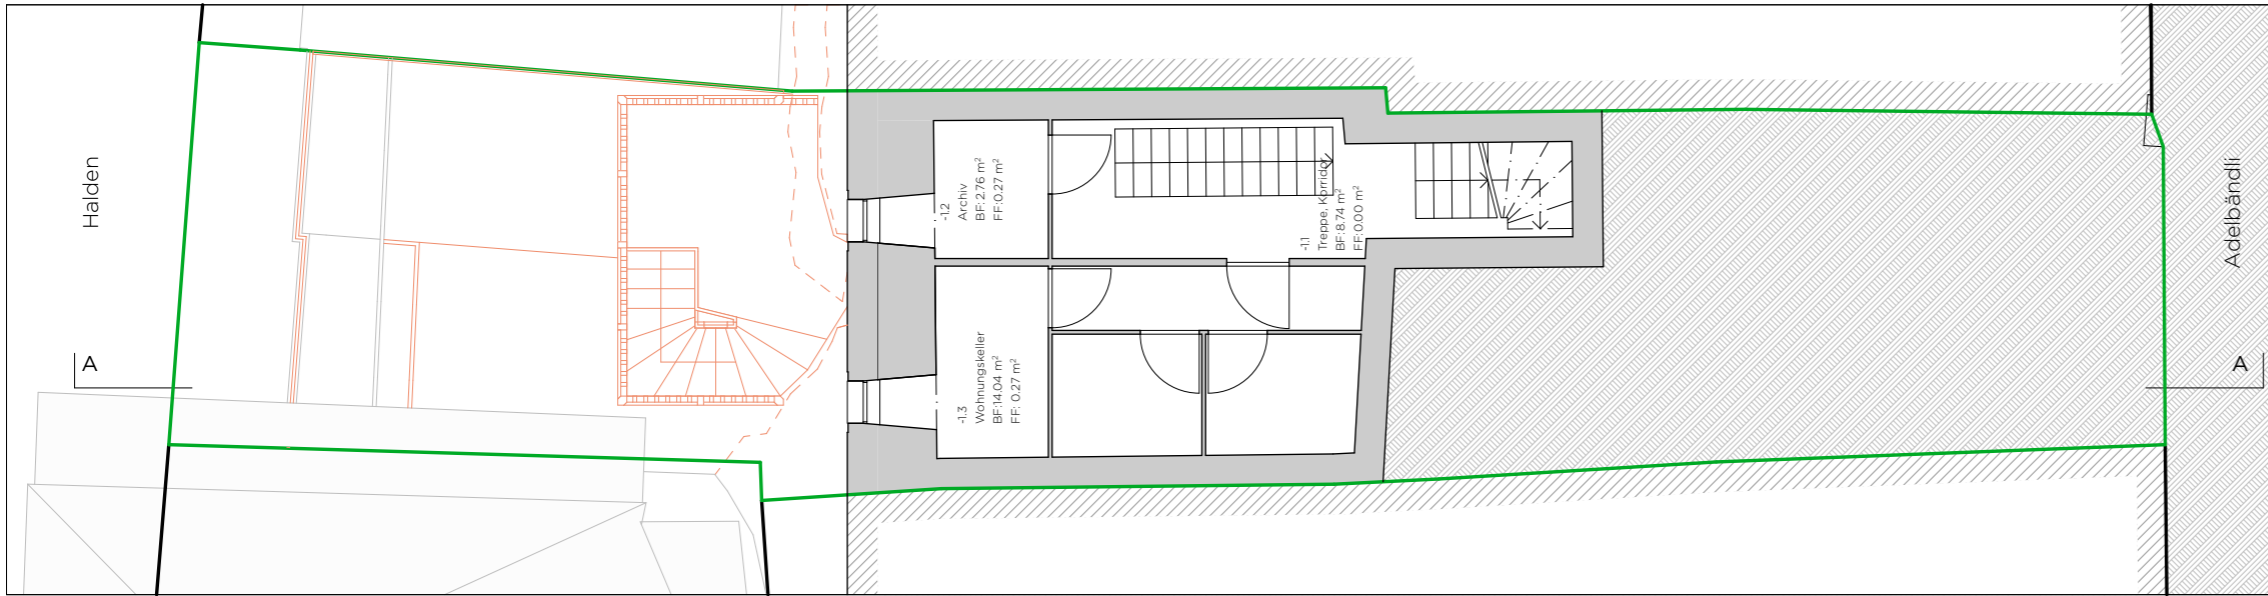 Halden
A
-1.2
Archiv
BF:2.76 m²
FF:0.27 m²
-1.3
Wohnungskeller
BF:14.04 m²
FF: 0.27 m²
-1.1
Treppe, Korridor
BF:8.74 m²
FF:0.00 m²
Adelbändli
A